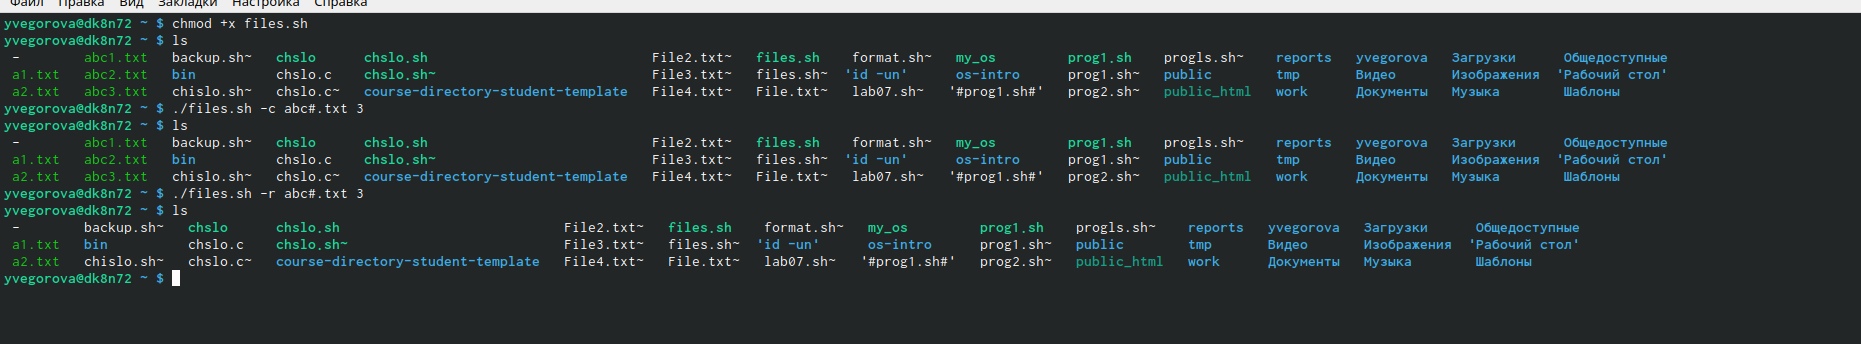 Файл Правка Вид Закладки Настройки Справка
yvegorova@dk8n72 ~ $ chmod +x files.sh
yvegorova@dk8n72 ~ $ ls
- abc1.txt backup.sh~ chslo chslo.sh File2.txt~ files.sh format.sh~ my_os prog1.sh progls.sh~ reports yvegorova Загрузки Общедоступные
a1.txt abc2.txt bin chslo.c chslo.sh~ File3.txt~ files.sh~ 'id -un' os-intro prog1.sh~ public tmp Видео Изображения 'Рабочий стол'
a2.txt abc3.txt chislo.sh~ chslo.c~ course-directory-student-template File4.txt~ File.txt~ lab07.sh~ '#prog1.sh#' prog2.sh~ public_html work Документы Музыка Шаблоны
yvegorova@dk8n72 ~ $ ./files.sh -c abc#.txt 3
yvegorova@dk8n72 ~ $ ls
- abc1.txt backup.sh~ chslo chslo.sh File2.txt~ files.sh format.sh~ my_os prog1.sh progls.sh~ reports yvegorova Загрузки Общедоступные
a1.txt abc2.txt bin chslo.c chslo.sh~ File3.txt~ files.sh~ 'id -un' os-intro prog1.sh~ public tmp Видео Изображения 'Рабочий стол'
a2.txt abc3.txt chislo.sh~ chslo.c~ course-directory-student-template File4.txt~ File.txt~ lab07.sh~ '#prog1.sh#' prog2.sh~ public_html work Документы Музыка Шаблоны
yvegorova@dk8n72 ~ $ ./files.sh -r abc#.txt 3
yvegorova@dk8n72 ~ $ ls
- backup.sh~ chslo chslo.sh File2.txt~ files.sh format.sh~ my_os prog1.sh progls.sh~ reports yvegorova Загрузки Общедоступные
a1.txt bin chslo.c chslo.sh~ File3.txt~ files.sh~ 'id -un' os-intro prog1.sh~ public tmp Видео Изображения 'Рабочий стол'
a2.txt chislo.sh~ chslo.c~ course-directory-student-template File4.txt~ File.txt~ lab07.sh~ '#prog1.sh#' prog2.sh~ public_html work Документы Музыка Шаблоны
yvegorova@dk8n72 ~ $